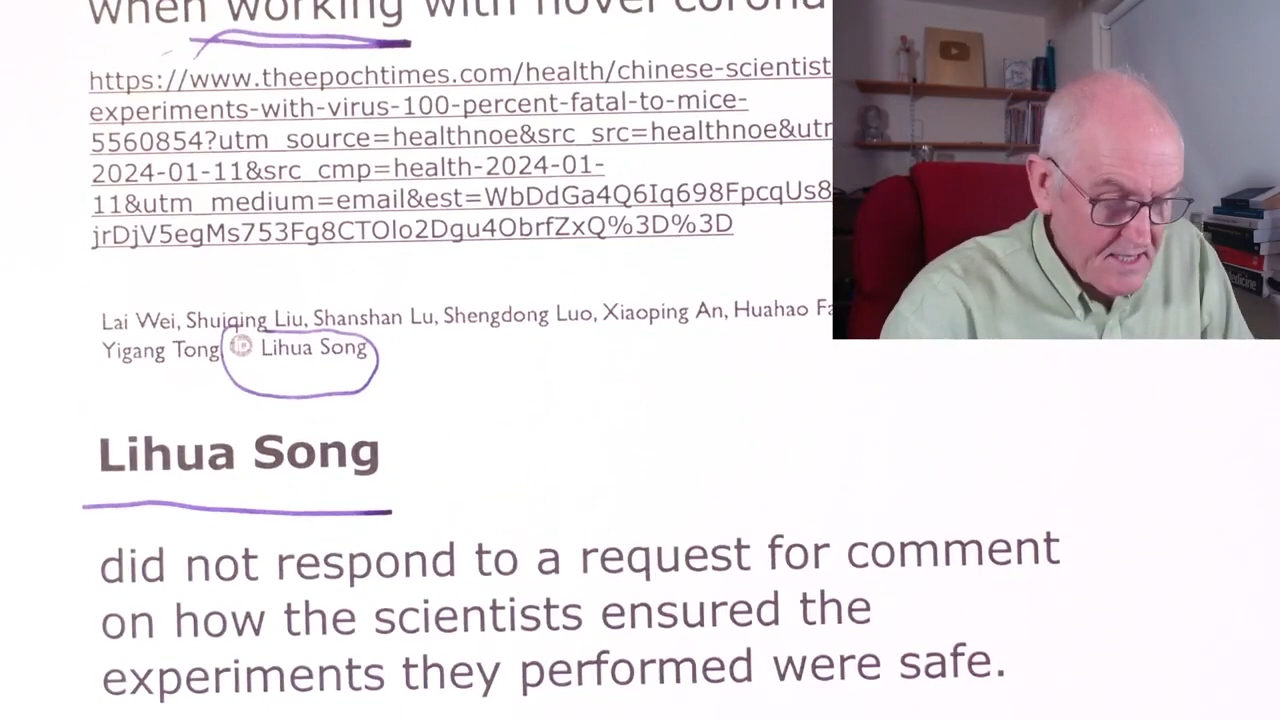 when working with novel corona
https://www.theepochtimes.com/health/chinese-scientist
experiments-with-virus-100-percent-fatal-to-mice-
5560854?utm_source=healthnoe&src_src=healthnoe&utm
2024-01-11&src_cmp=health-2024-01-
11&utm_medium=email&est=WbDdGa4Q6Iq698FpcqUs8
jrDjV5egMs753Fg8CTOlo2Dgu4ObrfZxQ%3D%3D
Lai Wei, Shuiqing Liu, Shanshan Lu, Shengdong Luo, Xiaoping An, Huahao Fa
Yigang Tong, iD Lihua Song
Lihua Song
did not respond to a request for comment
on how the scientists ensured the
experiments they performed were safe.
edicine